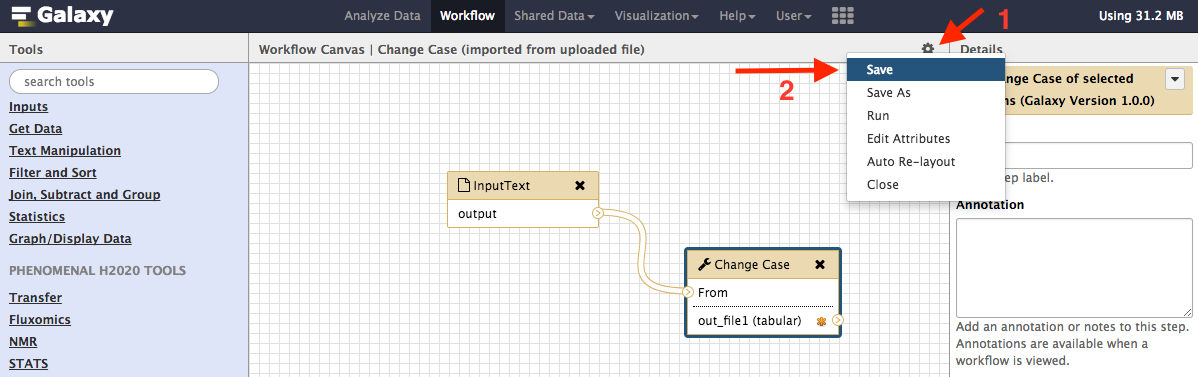 Galaxy
Analyze Data
Workflow
Shared Data
Visualization
Help
User
Using 31.2 MB
1
Tools
search tools
Inputs
Get Data
Text Manipulation
Filter and Sort
Join, Subtract and Group
Statistics
Graph/Display Data
PHENOMENAL H2020 TOOLS
Transfer
Fluxomics
NMR
STATS
Workflow Canvas | Change Case (imported from uploaded file)
2
Save
Save As
Run
Edit Attributes
Auto Re-layout
Close
InputText
output
Change Case
From
out_file1 (tabular)
Details
nge Case of selected
ns (Galaxy Version 1.0.0)
ep label.
Annotation
Add an annotation or notes to this step.
Annotations are available when a
workflow is viewed.